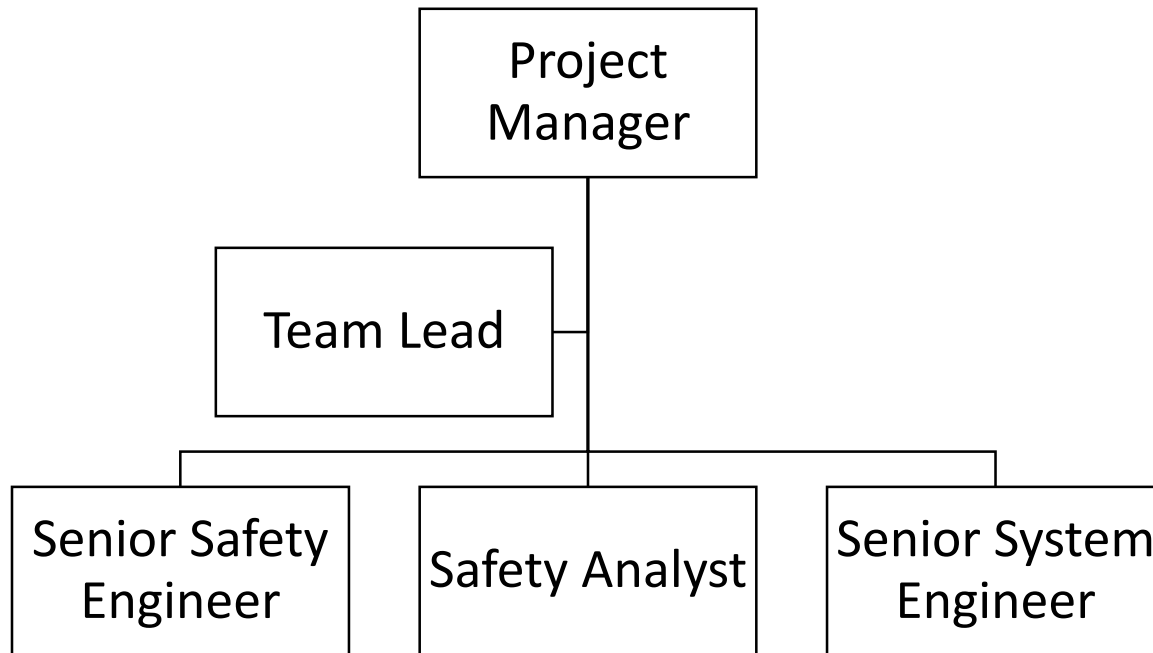 Project
Manager
Team Lead
Senior Safety
Engineer
Safety Analyst
Senior System
Engineer